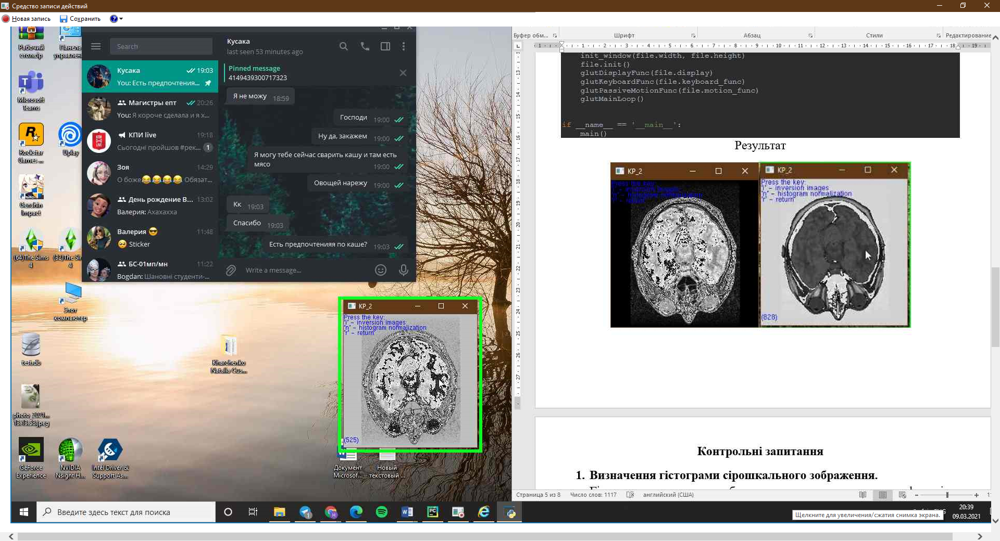 Средство записи действий
Новая запись
Сохранить
Рабочий
стол.zip
Панель
управлен
Microsoft
Teams
Rockstar
Games ...
Uplay
Genshin
Impact
(64)The Sims
4
(32)The Si
4
Этот
компьютер
test.db
Kharchenko
Natalia Gus...
photo_2021...
13.13.58.jpeg
GeForce
Experience
NVIDIA
Nsight H...
Intel Driver &
Support As...
Документ
Microsof...
Новый
текстовый ...
Search
Кусака
19:03
You: Есть предпочтения...
Магистры епт
20:26
You: Я короче сделала и я х...
КПИ live
19:18
Сьогодні пройшов #рек...
1
Зоя
14:29
О боже😂😂😂😂 Обязат...
День рождение В...
13:02
Валерия: Ахахахха
Валерия 😎
11:48
🥺 Sticker
БС-01мп/мн
11:22
Bogdan: Шановні студенти-...
Кусака
last seen 53 minutes ago
Pinned message
4149439300717323
Я не можу 18:59
Господи 19:00
Ну да, закажем 19:00
Я могу тебе сейчас сварить кашу и там есть
мясо 19:00
Овощей нарежу 19:00
Кк 19:03
Спасибо 19:03
Есть предпочтенияя по каше? 19:03
Write a message...
КР_2
Press the key:
'i' - inversion images
'n' - histogram normalization
'r' - return
(525)
Буфер обм...
Шрифт
Абзац
Стили
Редактирование
init_window(file.width, file.height)
file.init()
glutDisplayFunc(file.display)
glutKeyboardFunc(file.keyboard_func)
glutPassiveMotionFunc(file.motion_func)
glutMainLoop()
if __name__ == '__main__':
main()
Результат
КР_2
Press the key:
'i' - inversion images
'n' - histogram normalization
'r' - return
КР_2
Press the key:
'i' - inversion images
'n' - histogram normalization
'r' - return
(828)
Контрольні запитання
1. Визначення гістограми сірошкального зображення.
Страница 5 из 8
Число слов: 1117
английский (США)
Введите здесь текст для поиска
20:39
09.03.2021
Щелкните для увеличения/сжатия снимка экрана.